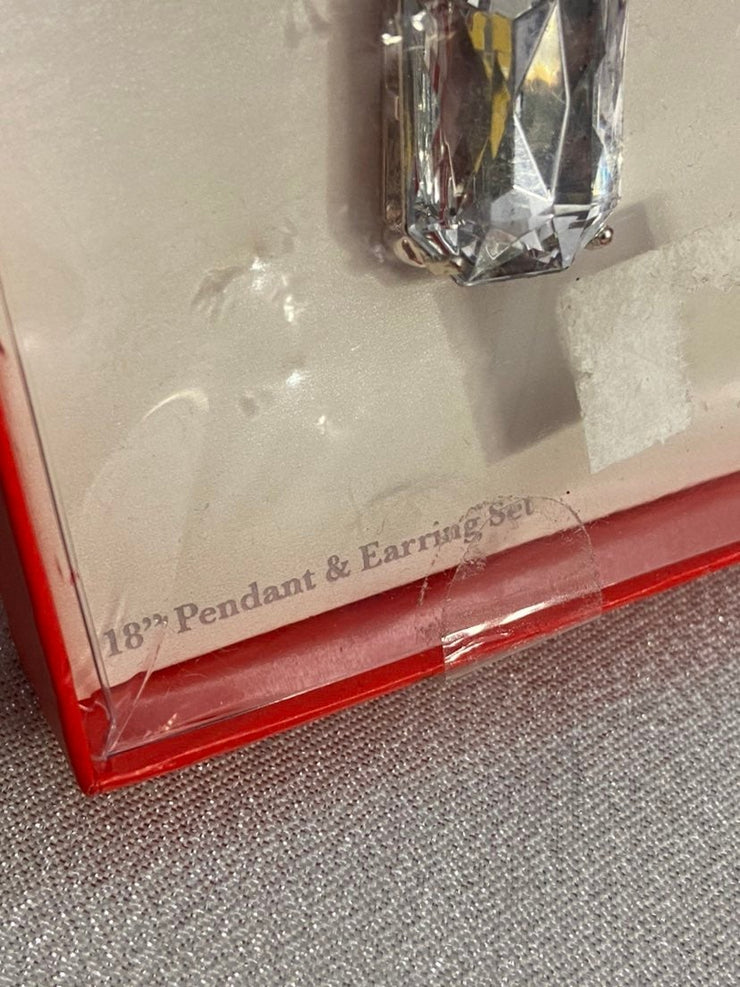 18” Pendant & Earring Set